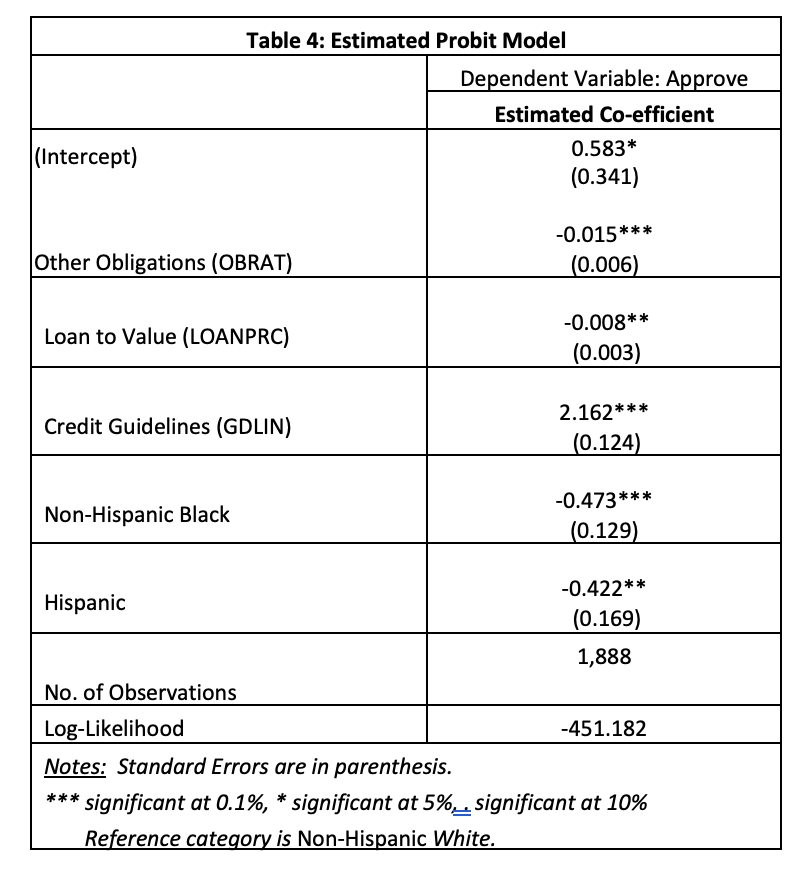 Table 4: Estimated Probit Model
Dependent Variable: Approve
Estimated Co-efficient
(Intercept)
0.583*
(0.341)
Other Obligations (OBRAT)
-0.015***
(0.006)
Loan to Value (LOANPRC)
-0.008**
(0.003)
Credit Guidelines (GDLIN)
2.162***
(0.124)
Non-Hispanic Black
-0.473***
(0.129)
Hispanic
-0.422**
(0.169)
No. of Observations
1,888
Log-Likelihood
-451.182
Notes: Standard Errors are in parenthesis.
*** significant at 0.1%, * significant at 5%, . significant at 10%
Reference category is Non-Hispanic White.